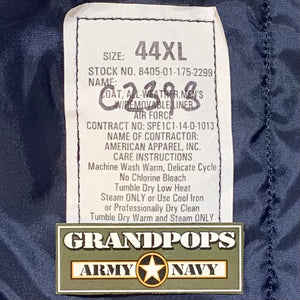 SIZE: 44XL
STOCK NO. 8405-01-175-2299
NAME:
COAT, ALL-WEATHER, MEN'S
C2398
W/REMOVABLE LINER
AIR FORCE
CONTRACT NO: SPE1C1-14-D-1013
CONTRACTOR NAME:
AMERICAN APPAREL, INC.
CARE INSTRUCTIONS
Machine Wash Warm, Delicate Cycle
No Chlorine Bleach
Tumble Dry Low Heat
Steam ONLY or Use Cool Iron
or Professionally Dry Clean
Tumble Dry Warm and Steam ONLY
GRANDPOPS
ARMY NAVY